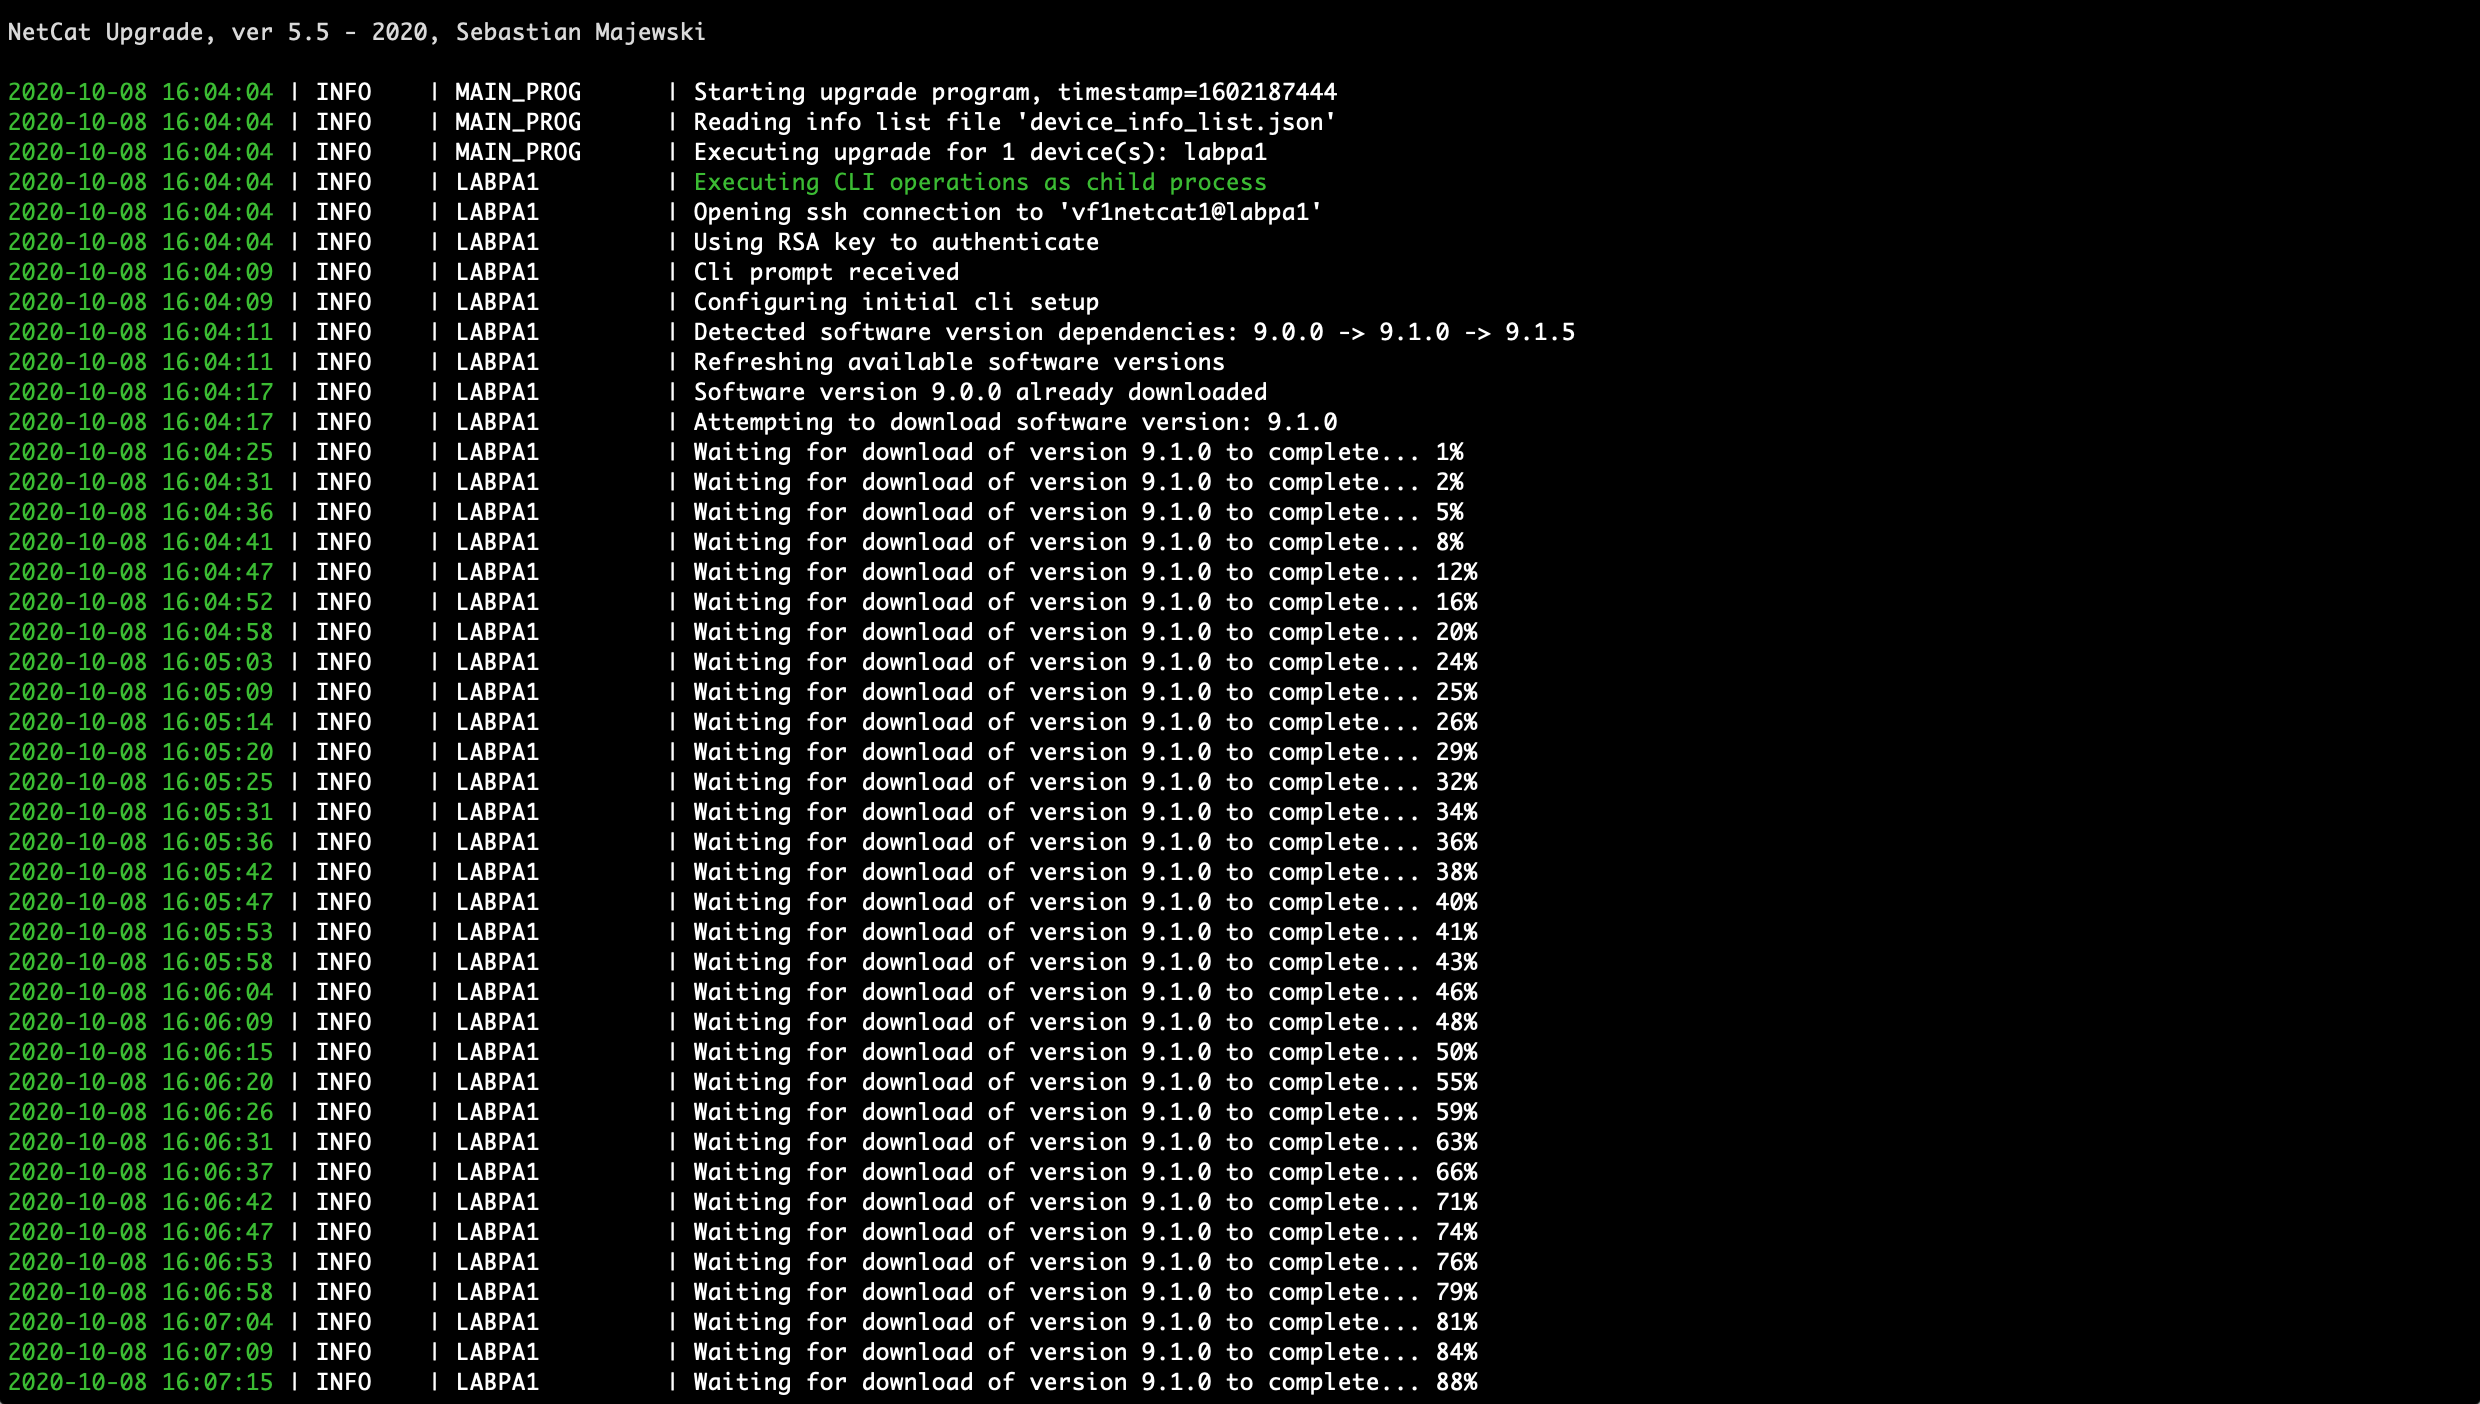 NetCat Upgrade, ver 5.5 - 2020, Sebastian Majewski
2020-10-08 16:04:04 | INFO    | MAIN_PROG      | Starting upgrade program, timestamp=1602187444
2020-10-08 16:04:04 | INFO    | MAIN_PROG      | Reading info list file 'device_info_list.json'
2020-10-08 16:04:04 | INFO    | MAIN_PROG      | Executing upgrade for 1 device(s): labpa1
2020-10-08 16:04:04 | INFO    | LABPA1         | Executing CLI operations as child process
2020-10-08 16:04:04 | INFO    | LABPA1         | Opening ssh connection to 'vf1netcat1@labpa1'
2020-10-08 16:04:04 | INFO    | LABPA1         | Using RSA key to authenticate
2020-10-08 16:04:09 | INFO    | LABPA1         | Cli prompt received
2020-10-08 16:04:09 | INFO    | LABPA1         | Configuring initial cli setup
2020-10-08 16:04:11 | INFO    | LABPA1         | Detected software version dependencies: 9.0.0 -> 9.1.0 -> 9.1.5
2020-10-08 16:04:11 | INFO    | LABPA1         | Refreshing available software versions
2020-10-08 16:04:17 | INFO    | LABPA1         | Software version 9.0.0 already downloaded
2020-10-08 16:04:17 | INFO    | LABPA1         | Attempting to download software version: 9.1.0
2020-10-08 16:04:25 | INFO    | LABPA1         | Waiting for download of version 9.1.0 to complete... 1%
2020-10-08 16:04:31 | INFO    | LABPA1         | Waiting for download of version 9.1.0 to complete... 2%
2020-10-08 16:04:36 | INFO    | LABPA1         | Waiting for download of version 9.1.0 to complete... 5%
2020-10-08 16:04:41 | INFO    | LABPA1         | Waiting for download of version 9.1.0 to complete... 8%
2020-10-08 16:04:47 | INFO    | LABPA1         | Waiting for download of version 9.1.0 to complete... 12%
2020-10-08 16:04:52 | INFO    | LABPA1         | Waiting for download of version 9.1.0 to complete... 16%
2020-10-08 16:04:58 | INFO    | LABPA1         | Waiting for download of version 9.1.0 to complete... 20%
2020-10-08 16:05:03 | INFO    | LABPA1         | Waiting for download of version 9.1.0 to complete... 24%
2020-10-08 16:05:09 | INFO    | LABPA1         | Waiting for download of version 9.1.0 to complete... 25%
2020-10-08 16:05:14 | INFO    | LABPA1         | Waiting for download of version 9.1.0 to complete... 26%
2020-10-08 16:05:20 | INFO    | LABPA1         | Waiting for download of version 9.1.0 to complete... 29%
2020-10-08 16:05:25 | INFO    | LABPA1         | Waiting for download of version 9.1.0 to complete... 32%
2020-10-08 16:05:31 | INFO    | LABPA1         | Waiting for download of version 9.1.0 to complete... 34%
2020-10-08 16:05:36 | INFO    | LABPA1         | Waiting for download of version 9.1.0 to complete... 36%
2020-10-08 16:05:42 | INFO    | LABPA1         | Waiting for download of version 9.1.0 to complete... 38%
2020-10-08 16:05:47 | INFO    | LABPA1         | Waiting for download of version 9.1.0 to complete... 40%
2020-10-08 16:05:53 | INFO    | LABPA1         | Waiting for download of version 9.1.0 to complete... 41%
2020-10-08 16:05:58 | INFO    | LABPA1         | Waiting for download of version 9.1.0 to complete... 43%
2020-10-08 16:06:04 | INFO    | LABPA1         | Waiting for download of version 9.1.0 to complete... 46%
2020-10-08 16:06:09 | INFO    | LABPA1         | Waiting for download of version 9.1.0 to complete... 48%
2020-10-08 16:06:15 | INFO    | LABPA1         | Waiting for download of version 9.1.0 to complete... 50%
2020-10-08 16:06:20 | INFO    | LABPA1         | Waiting for download of version 9.1.0 to complete... 55%
2020-10-08 16:06:26 | INFO    | LABPA1         | Waiting for download of version 9.1.0 to complete... 59%
2020-10-08 16:06:31 | INFO    | LABPA1         | Waiting for download of version 9.1.0 to complete... 63%
2020-10-08 16:06:37 | INFO    | LABPA1         | Waiting for download of version 9.1.0 to complete... 66%
2020-10-08 16:06:42 | INFO    | LABPA1         | Waiting for download of version 9.1.0 to complete... 71%
2020-10-08 16:06:47 | INFO    | LABPA1         | Waiting for download of version 9.1.0 to complete... 74%
2020-10-08 16:06:53 | INFO    | LABPA1         | Waiting for download of version 9.1.0 to complete... 76%
2020-10-08 16:06:58 | INFO    | LABPA1         | Waiting for download of version 9.1.0 to complete... 79%
2020-10-08 16:07:04 | INFO    | LABPA1         | Waiting for download of version 9.1.0 to complete... 81%
2020-10-08 16:07:09 | INFO    | LABPA1         | Waiting for download of version 9.1.0 to complete... 84%
2020-10-08 16:07:15 | INFO    | LABPA1         | Waiting for download of version 9.1.0 to complete... 88%